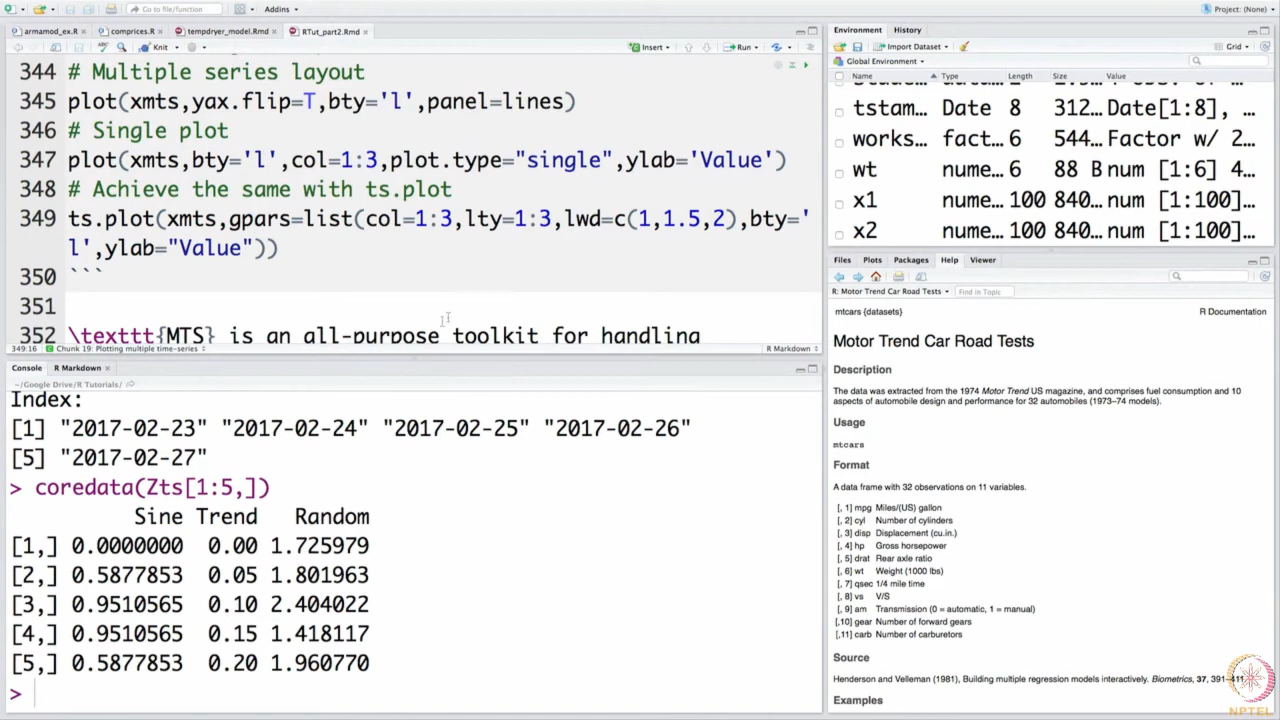 Go to file/function
Addins
Project: (None)
armamod_ex.R
comprices.R
tempdryer_model.Rmd
RTut_part2.Rmd
Knit
Insert
Run
344 # Multiple series layout
345 plot(xmts,yax.flip=T,bty='l',panel=lines)
346 # Single plot
347 plot(xmts,bty='l',col=1:3,plot.type="single",ylab='Value')
348 # Achieve the same with ts.plot
349 ts.plot(xmts,gpars=list(col=1:3,lty=1:3,lwd=c(1,1.5,2),bty='
l',ylab="Value"))
350 ```
351
352 \texttt{MTS} is an all-purpose toolkit for handling
349:16 Chunk 19: Plotting multiple time-series
R Markdown
Console R Markdown
~/Google Drive/R Tutorials/
Index:
[1] "2017-02-23" "2017-02-24" "2017-02-25" "2017-02-26"
[5] "2017-02-27"
> coredata(Zts[1:5,])
Sine Trend Random
[1,] 0.0000000 0.00 1.725979
[2,] 0.5877853 0.05 1.801963
[3,] 0.9510565 0.10 2.404022
[4,] 0.9510565 0.15 1.418117
[5,] 0.5877853 0.20 1.960770
>
Environment History
Import Dataset
Grid
Global Environment
Name Type Length Size Value
tstam… Date 8 312… Date[1:8], …
works… fact… 6 544… Factor w/ 2…
wt nume… 6 88 B num [1:6] 4…
x1 nume… 100 840… num [1:100]…
x2 nume… 100 840… num [1:100]…
Files Plots Packages Help Viewer
R: Motor Trend Car Road Tests
Find in Topic
mtcars {datasets} R Documentation
Motor Trend Car Road Tests
Description
The data was extracted from the 1974 Motor Trend US magazine, and comprises fuel consumption and 10
aspects of automobile design and performance for 32 automobiles (1973–74 models).
Usage
mtcars
Format
A data frame with 32 observations on 11 variables.
[, 1] mpg Miles/(US) gallon
[, 2] cyl Number of cylinders
[, 3] disp Displacement (cu.in.)
[, 4] hp Gross horsepower
[, 5] drat Rear axle ratio
[, 6] wt Weight (1000 lbs)
[, 7] qsec 1/4 mile time
[, 8] vs V/S
[, 9] am Transmission (0 = automatic, 1 = manual)
[,10] gear Number of forward gears
[,11] carb Number of carburetors
Source
Henderson and Velleman (1981), Building multiple regression models interactively. Biometrics, 37, 391–411.
Examples
NPTEL